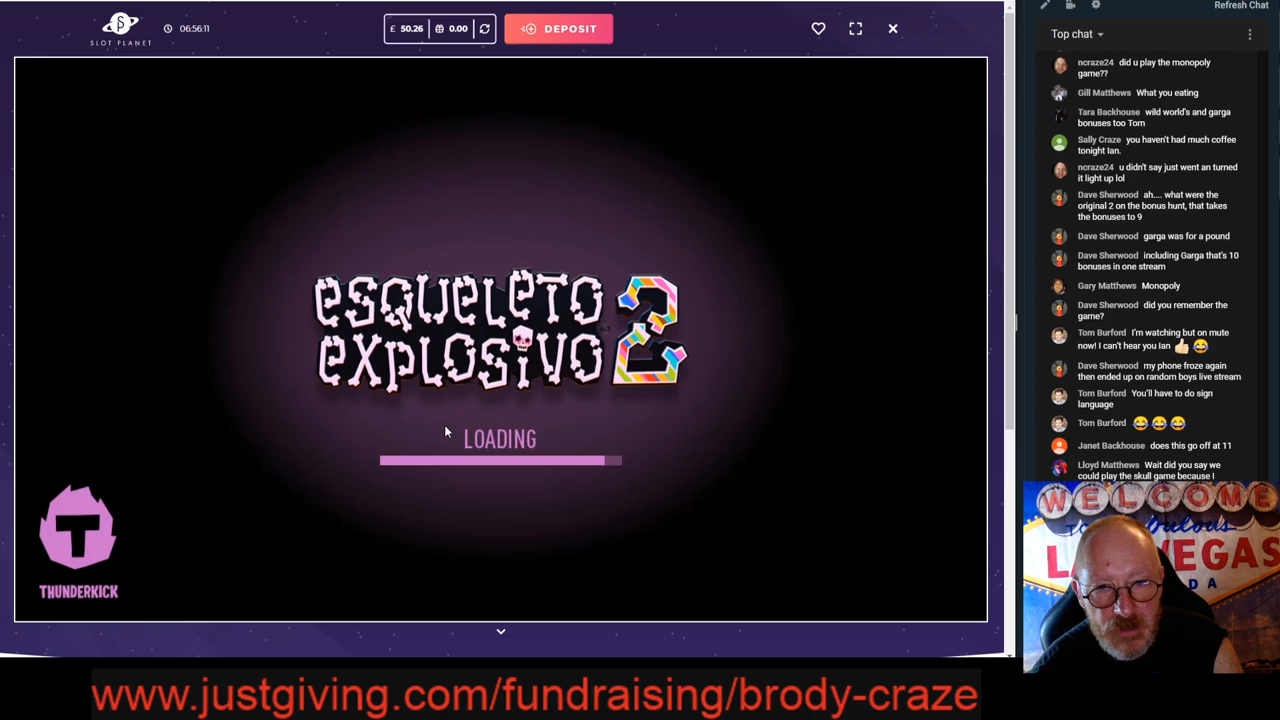 SLOT PLANET
06:56:11
£ 50.26
0.00
DEPOSIT
esqueleto
explosivo
2
LOADING
T
THUNDERKICK
Refresh Chat
Top chat
ncraze24 did u play the monopoly
game??
Gill Matthews What you eating
Tara Backhouse wild world's and garga
bonuses too Tom
Sally Craze you haven't had much coffee
tonight Ian.
ncraze24 u didn't say just went an turned
it light up lol
Dave Sherwood ah.... what were the
original 2 on the bonus hunt, that takes
the bonuses to 9
Dave Sherwood garga was for a pound
Dave Sherwood including Garga that's 10
bonuses in one stream
Gary Matthews Monopoly
Dave Sherwood did you remember the
game?
Tom Burford I'm watching but on mute
now! I can't hear you Ian 👍🏻😂
Dave Sherwood my phone froze again
then ended up on random boys live stream
Tom Burford You'll have to do sign
language
Tom Burford 😂😂😂
Janet Backhouse does this go off at 11
Lloyd Matthews Wait did you say we
could play the skull game because I
WELCOME
www.justgiving.com/fundraising/brody-craze